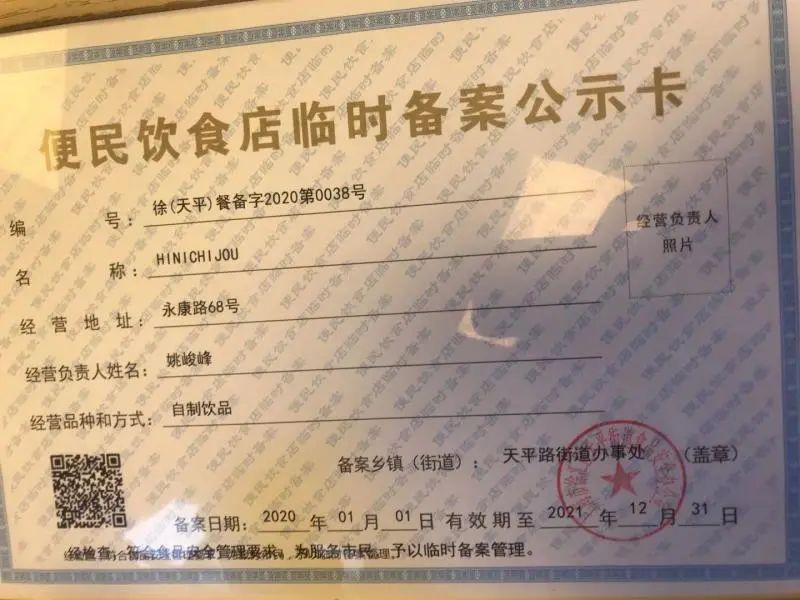 便民饮食店临时备案公示卡
编 号: 徐(天平)餐备字2020第0038号
名 称: HINICHIJOU
经营负责人
照片
经 营 地 址: 永康路68号
经营负责人姓名: 姚峻峰
经营品种和方式: 自制饮品
备案乡镇（街道）: 天平路街道办事处 （盖章）
备案日期: 2020 年 01 月 01 日 有效期至 2021 年 12 月 31 日
经检查, 符合食品安全管理要求, 为服务市民, 予以临时备案管理。